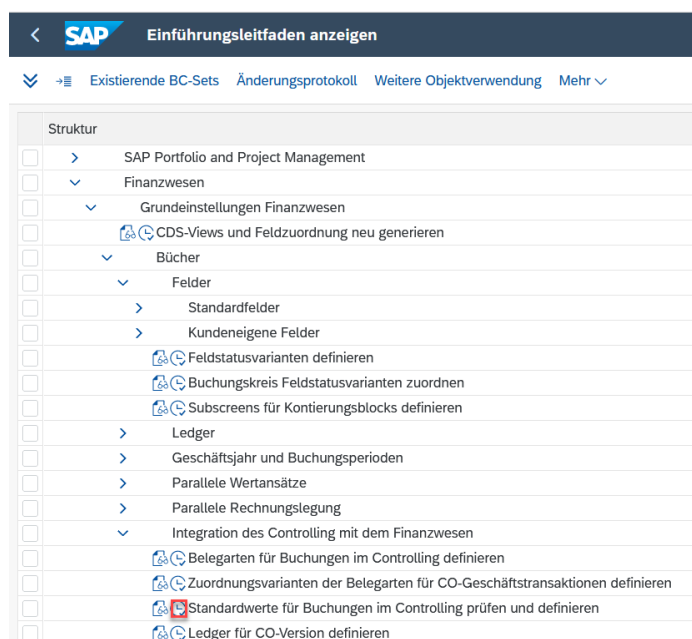 SAP Einführungsleitfaden anzeigen
Existierende BC-Sets Änderungsprotokoll Weitere Objektverwendung Mehr
Struktur
SAP Portfolio and Project Management
Finanzwesen
Grundeinstellungen Finanzwesen
CDS-Views und Feldzuordnung neu generieren
Bücher
Felder
Standardfelder
Kundeneigene Felder
Feldstatusvarianten definieren
Buchungskreis Feldstatusvarianten zuordnen
Subscreens für Kontierungsblocks definieren
Ledger
Geschäftsjahr und Buchungsperioden
Parallele Wertansätze
Parallele Rechnungslegung
Integration des Controlling mit dem Finanzwesen
Belegarten für Buchungen im Controlling definieren
Zuordnungsvarianten der Belegarten für CO-Geschäftstransaktionen definieren
Standardwerte für Buchungen im Controlling prüfen und definieren
Ledger für CO-Version definieren